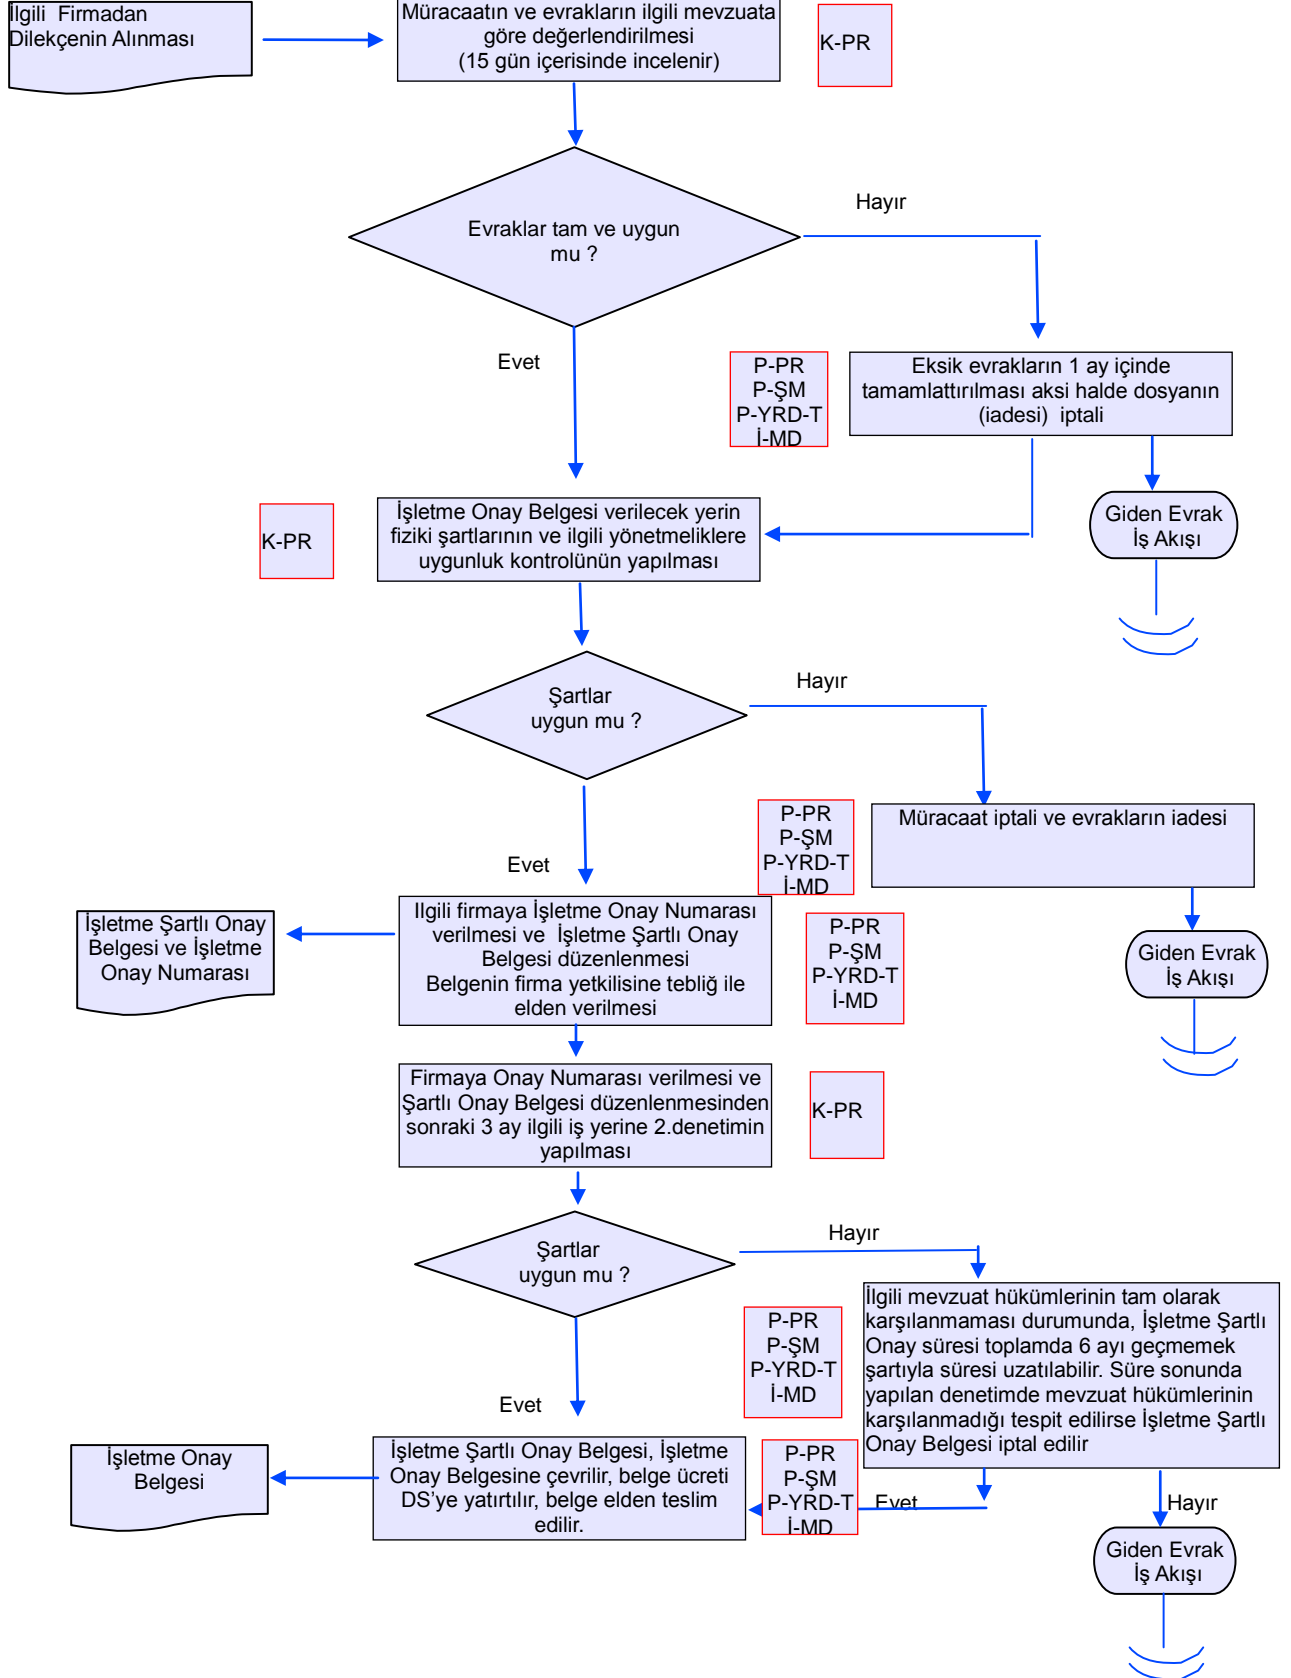 İlgili  Firmadan
Dilekçenin Alınması
Müracaatın ve evrakların ilgili mevzuata
göre değerlendirilmesi
(15 gün içerisinde incelenir)
K-PR
Evraklar tam ve uygun
mu ?
Hayır
Evet
P-PR
P-ŞM
P-YRD-T
İ-MD
Eksik evrakların 1 ay içinde
tamamlattırılması aksi halde dosyanın
(iadesi)  iptali
Giden Evrak
İş Akışı
K-PR
İşletme Onay Belgesi verilecek yerin
fiziki şartlarının ve ilgili yönetmeliklere
uygunluk kontrolünün yapılması
Şartlar
uygun mu ?
Hayır
Evet
P-PR
P-ŞM
P-YRD-T
İ-MD
Müracaat iptali ve evrakların iadesi
Giden Evrak
İş Akışı
İşletme Şartlı Onay
Belgesi ve İşletme
Onay Numarası
Ilgili firmaya İşletme Onay Numarası
verilmesi ve  İşletme Şartlı Onay
Belgesi düzenlenmesi
Belgenin firma yetkilisine tebliğ ile
elden verilmesi
P-PR
P-ŞM
P-YRD-T
İ-MD
Firmaya Onay Numarası verilmesi ve
Şartlı Onay Belgesi düzenlenmesinden
sonraki 3 ay ilgili iş yerine 2.denetimin
yapılması
K-PR
Şartlar
uygun mu ?
Hayır
Evet
P-PR
P-ŞM
P-YRD-T
İ-MD
İlgili mevzuat hükümlerinin tam olarak
karşılanmaması durumunda, İşletme Şartlı
Onay süresi toplamda 6 ayı geçmemek
şartıyla süresi uzatılabilir. Süre sonunda
yapılan denetimde mevzuat hükümlerinin
karşılanmadığı tespit edilirse İşletme Şartlı
Onay Belgesi iptal edilir
İşletme Onay
Belgesi
İşletme Şartlı Onay Belgesi, İşletme
Onay Belgesine çevrilir, belge ücreti
DS'ye yatırtılır, belge elden teslim
edilir.
P-PR
P-ŞM
P-YRD-T
İ-MD
Evet
Hayır
Giden Evrak
İş Akışı